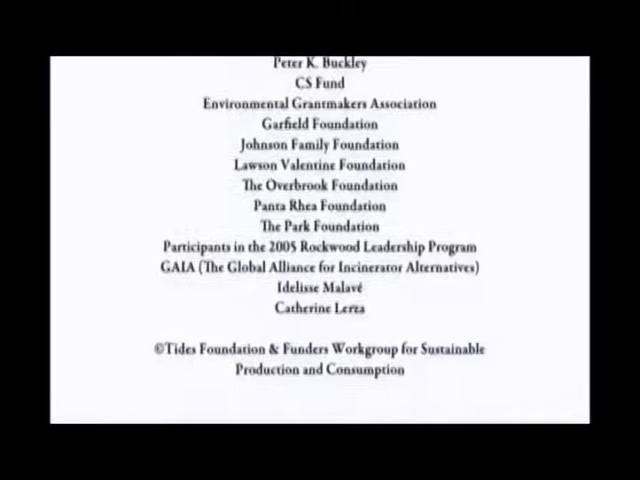 Peter K. Buckley
CS Fund
Environmental Grantmakers Association
Garfield Foundation
Johnson Family Foundation
Lawson Valentine Foundation
The Overbrook Foundation
Panta Rhea Foundation
The Park Foundation
Participants in the 2005 Rockwood Leadership Program
GAIA (The Global Alliance for Incinerator Alternatives)
Idelisse Malavé
Catherine Lerza
©Tides Foundation & Funders Workgroup for Sustainable
Production and Consumption